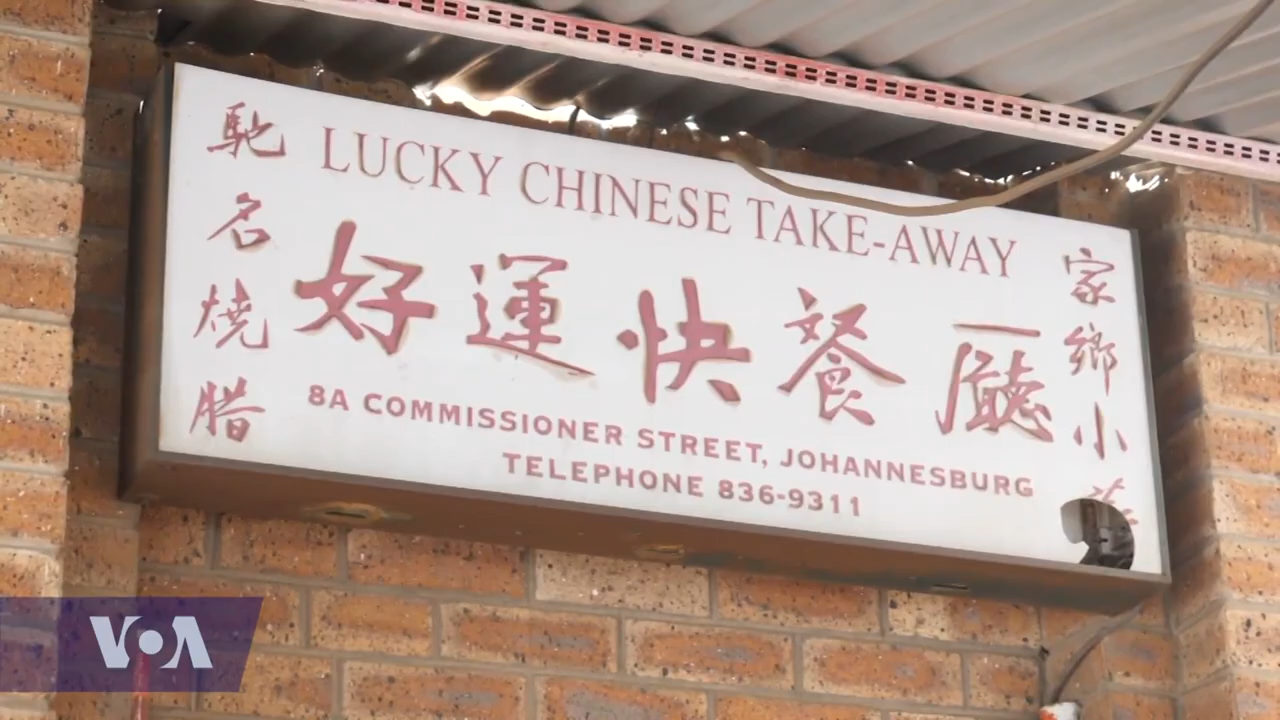 馳名燒腊
LUCKY CHINESE TAKE-AWAY
好運快餐廳
8A COMMISSIONER STREET, JOHANNESBURG
TELEPHONE 836-9311
家鄉小
VOA